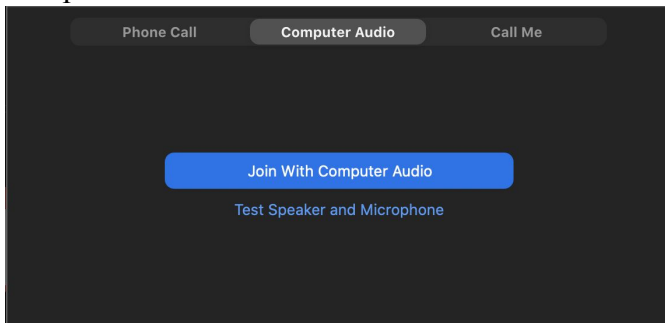 Phone Call Computer Audio Call Me
Join With Computer Audio
Test Speaker and Microphone